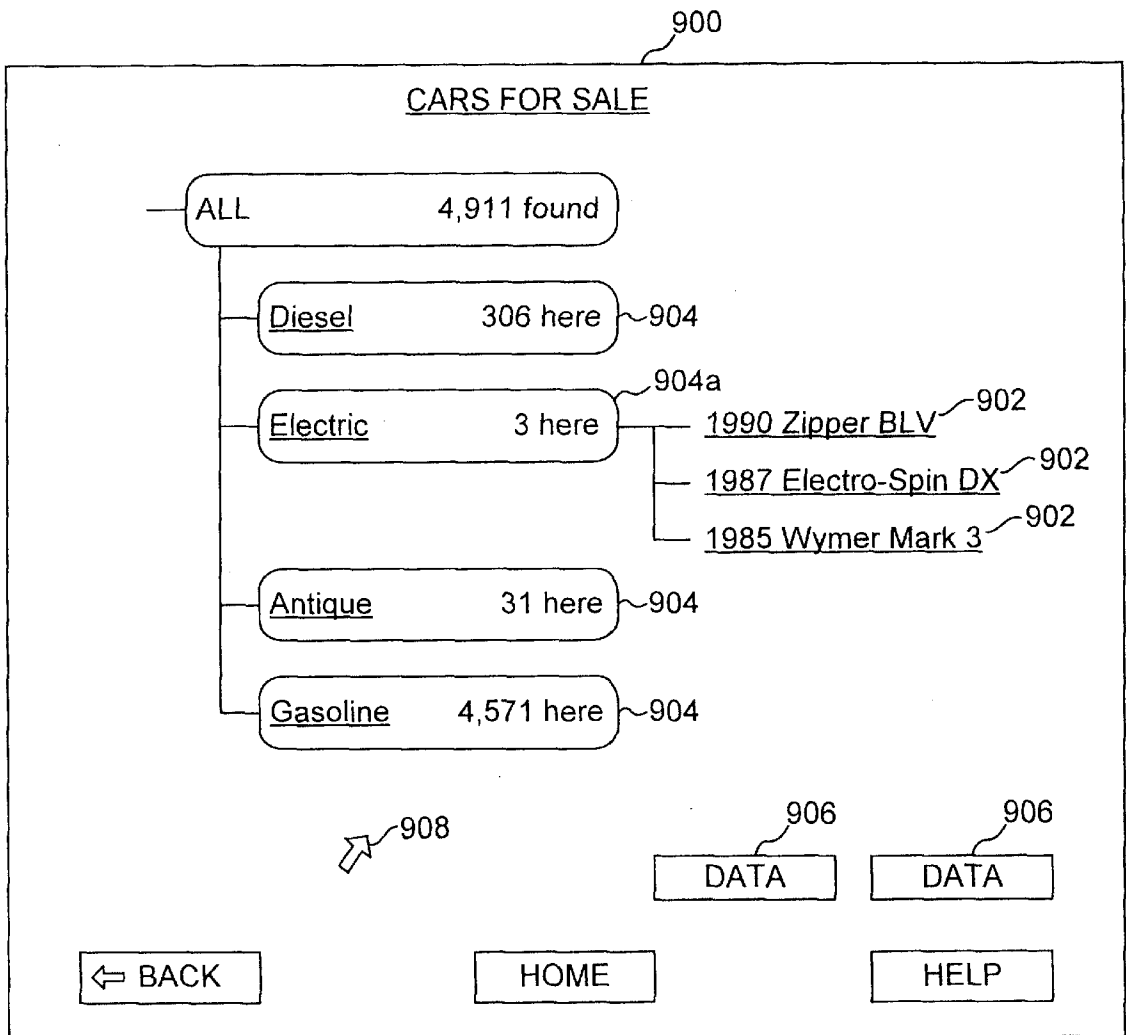 900
CARS FOR SALE
ALL 4,911 found
Diesel 306 here 904
904a
Electric 3 here 1990 Zipper BLV 902
1987 Electro-Spin DX 902
1985 Wymer Mark 3 902
Antique 31 here 904
Gasoline 4,571 here 904
908
906 906
DATA DATA
BACK HOME HELP